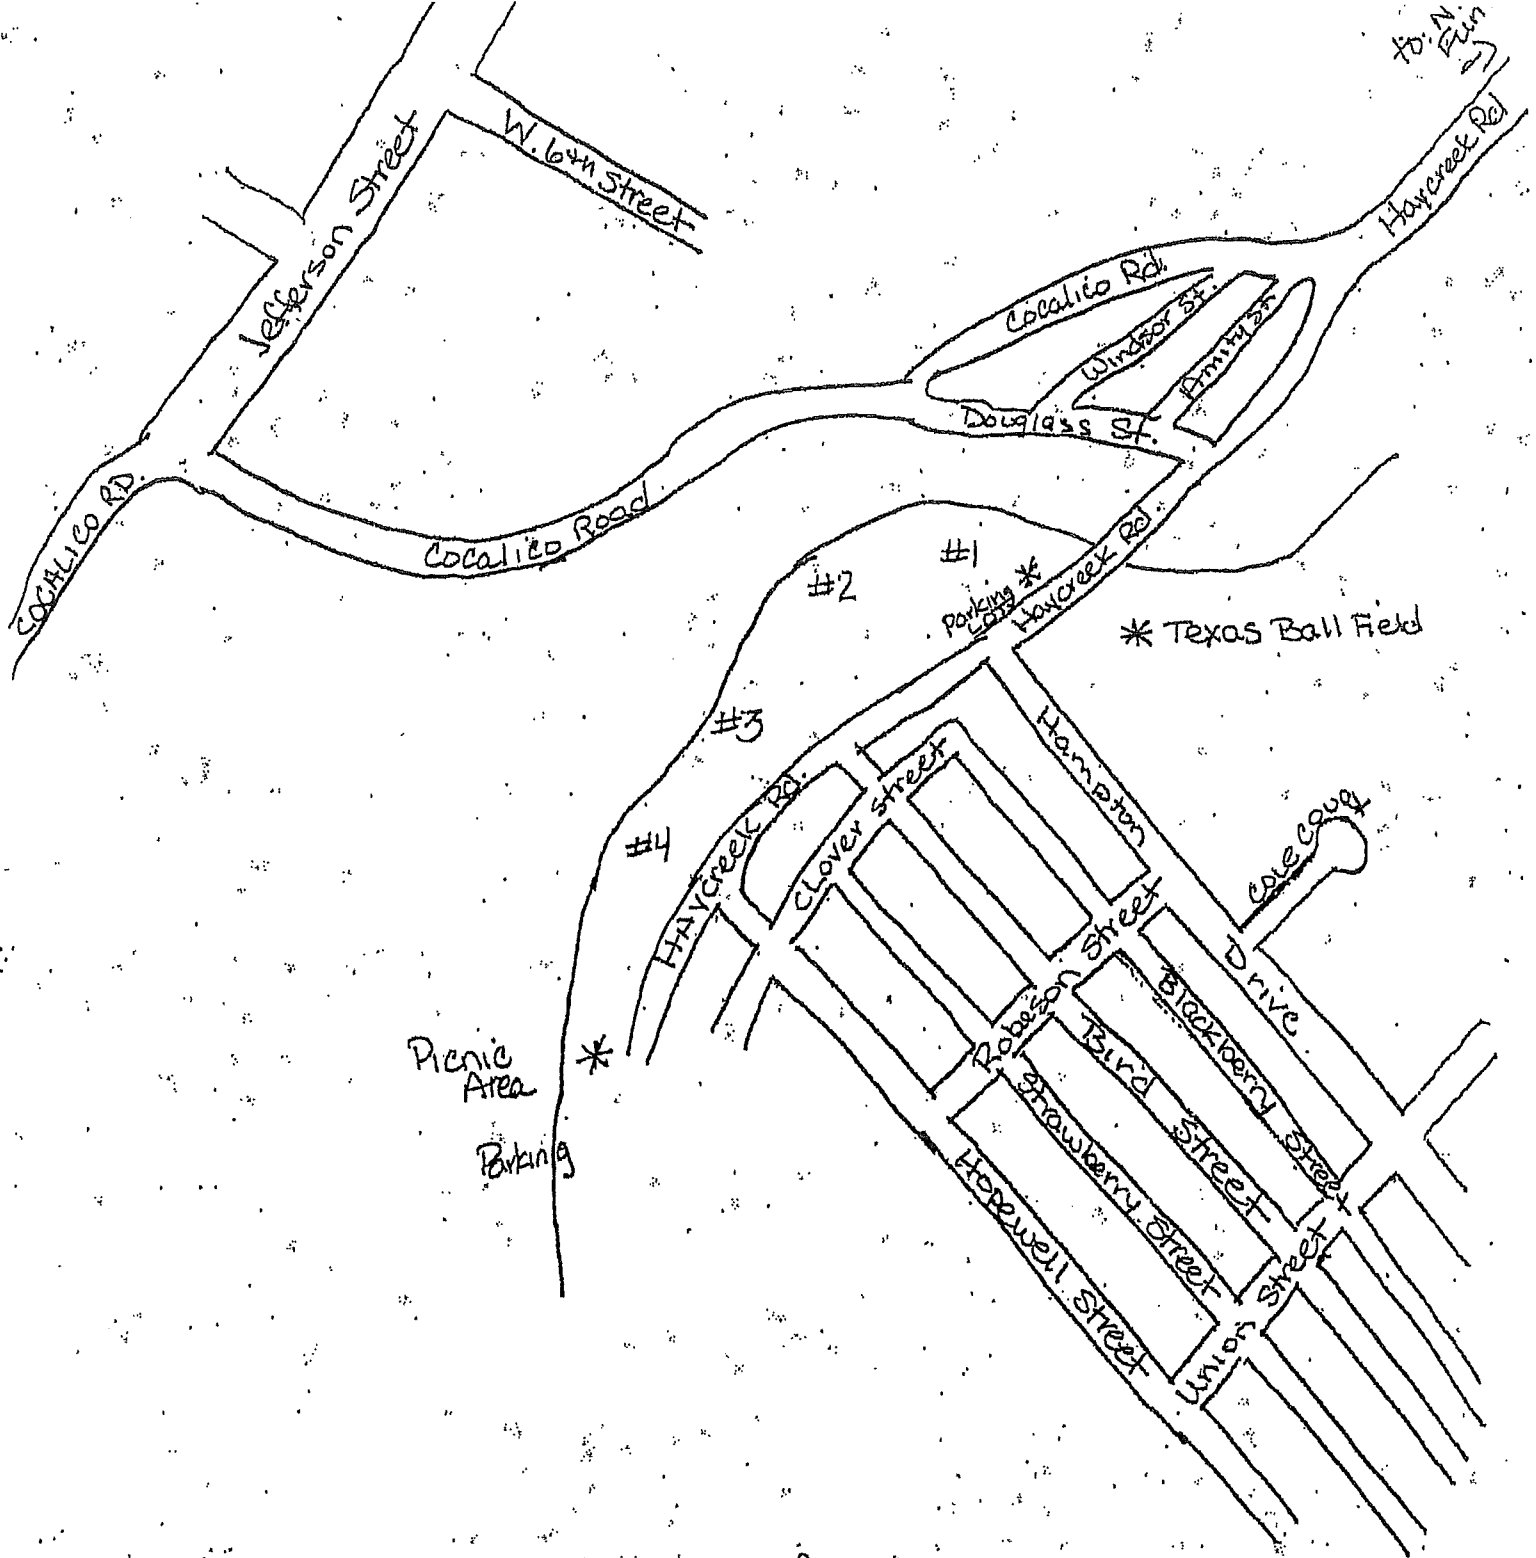 to: N.
W. 6th Street
Haycreek Rd
Jefferson Street
Cocalico Rd.
Windsor St.
Amity St.
Douglass St.
COCALICO RD.
Cocalico Road
#1
#2
Haycreek Rd.
Parking
Lots
* Texas Ball Field
#3
Hampton
Drive
HAYCREEK Rd.
Clover Street
#4
Cole Court
Robeson Street
Blackberry Street
Bird Street
Strawberry Street
Picnic
Area
Parking
Hopewell Street
Union Street